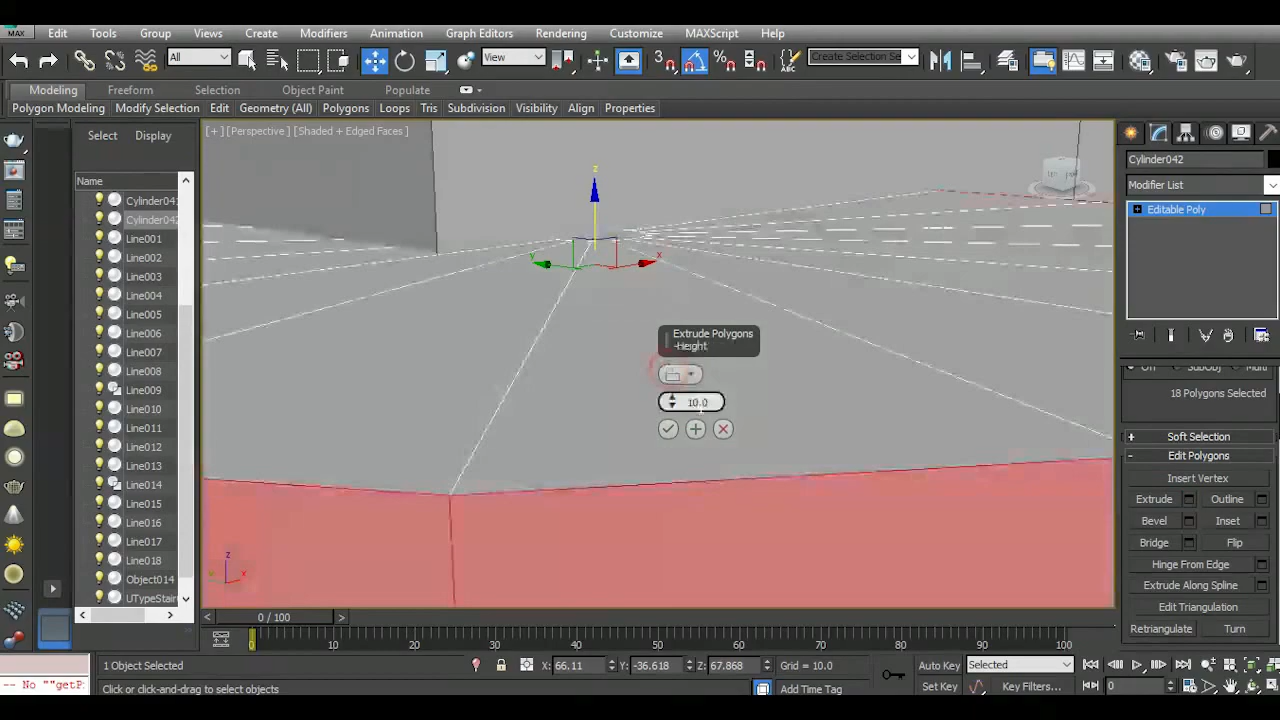 MAX Edit Tools Group Views Create Modifiers Animation Graph Editors Rendering Customize MAXScript Help
All View 3 Create Selection Se
Modeling Freeform Selection Object Paint Populate
Polygon Modeling Modify Selection Edit Geometry (All) Polygons Loops Tris Subdivision Visibility Align Properties
Select Display
[+] [Perspective] [Shaded + Edged Faces]
Name
Cylinder041
Cylinder042
Line001
Line002
Line003
Line004
Line005
Line006
Line007
Line008
Line009
Line010
Line011
Line012
Line013
Line014
Line015
Line016
Line017
Line018
Object014
UTypeStair
z
y
x
Extrude Polygons
-Height
10.0
z
x
Cylinder042
Modifier List
Editable Poly
Off SubObj Multi
18 Polygons Selected
+ Soft Selection
- Edit Polygons
Insert Vertex
Extrude Outline
Bevel Inset
Bridge Flip
Hinge From Edge
Extrude Along Spline
Edit Triangulation
Retriangulate Turn
< 0 / 100 >
0 10 20 30 40 50 60 70 80 90 100
1 Object Selected X: 66.11 Y: -36.618 Z: 67.868 Grid = 10.0 Auto Key Selected
-- No ""getP
Click or click-and-drag to select objects Add Time Tag Set Key Key Filters... 0